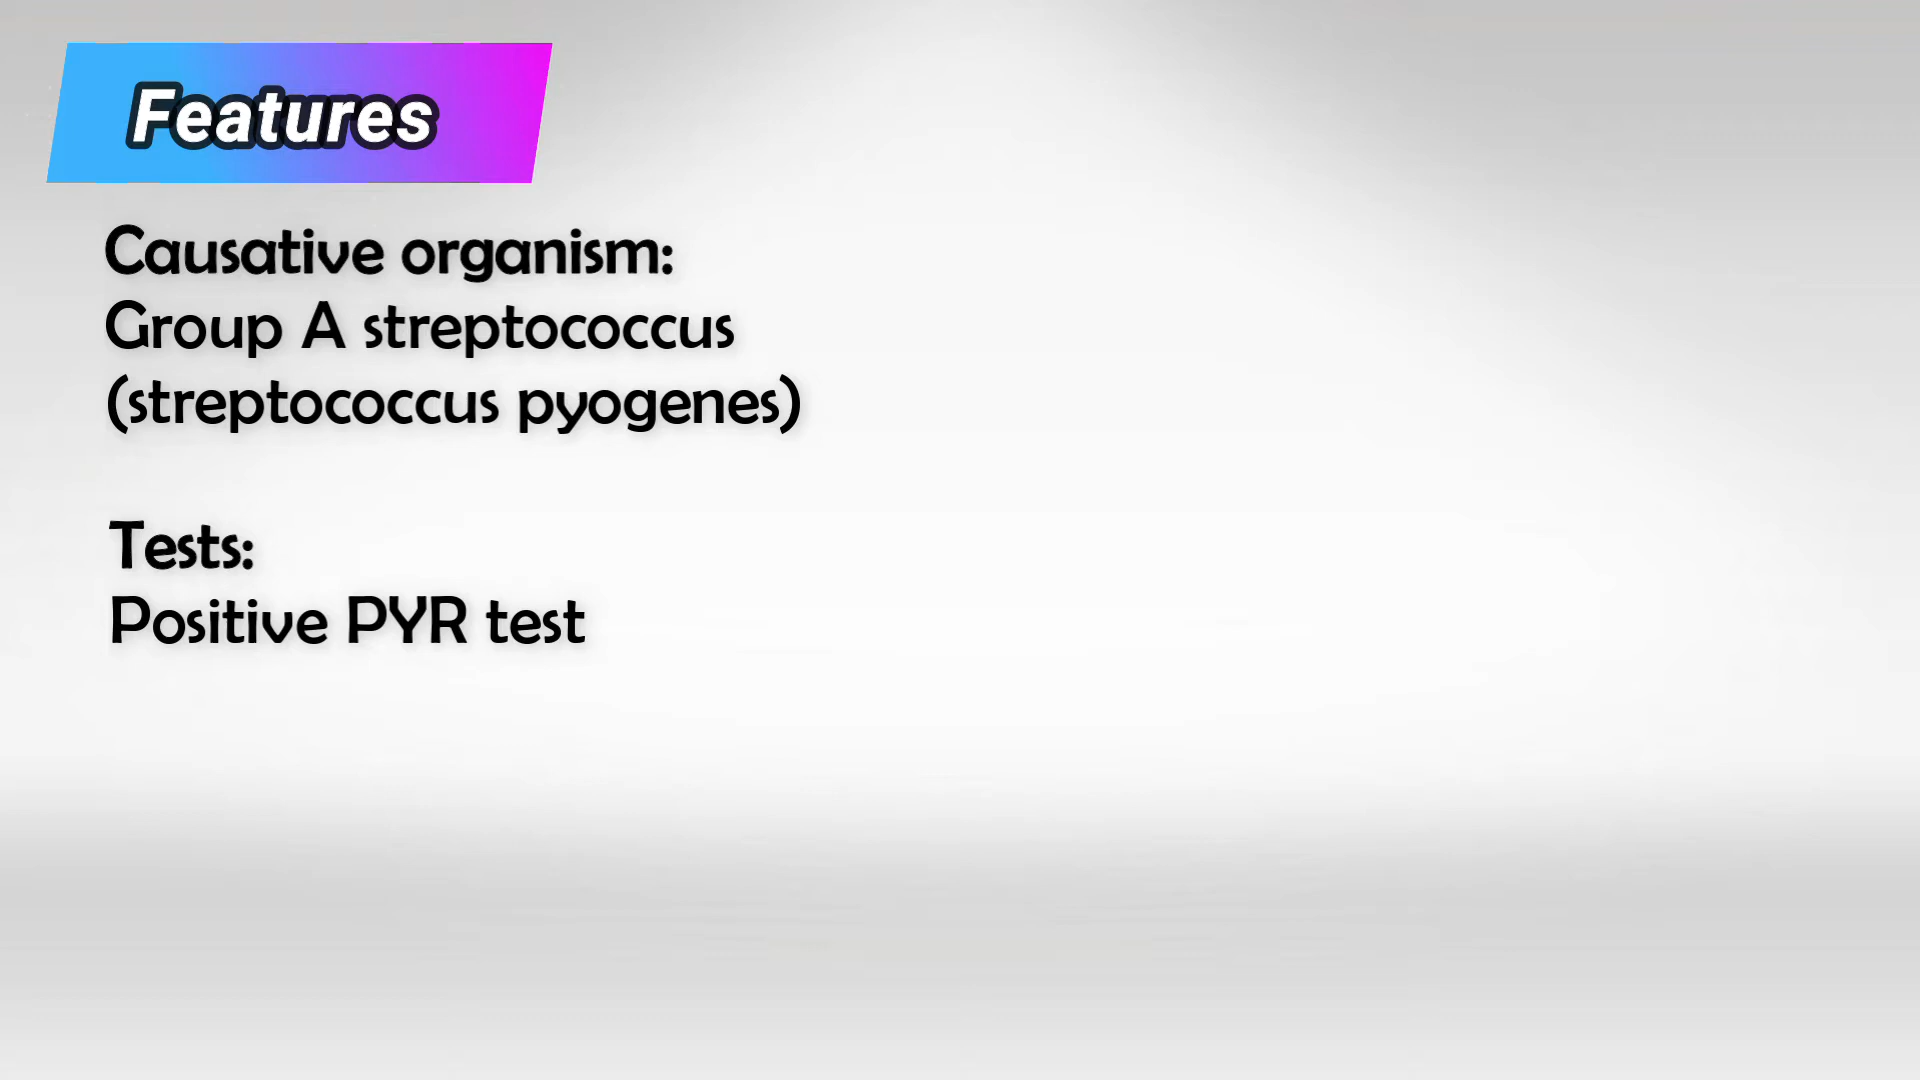 Features
Causative organism:
Group A streptococcus
(streptococcus pyogenes)
Tests:
Positive PYR test